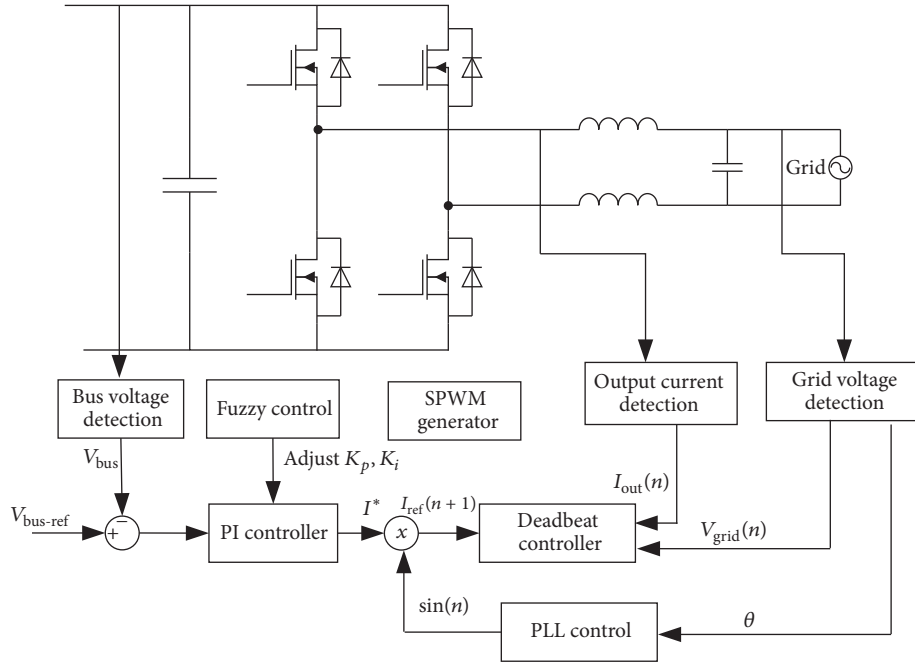 Grid
Bus voltage
detection
Fuzzy control
SPWM
generator
Output current
detection
Grid voltage
detection
V_bus
Adjust K_p, K_i
I_out(n)
V_bus-ref
+
−
PI controller
I*
x
I_ref(n + 1)
Deadbeat
controller
V_grid(n)
sin(n)
PLL control
θ